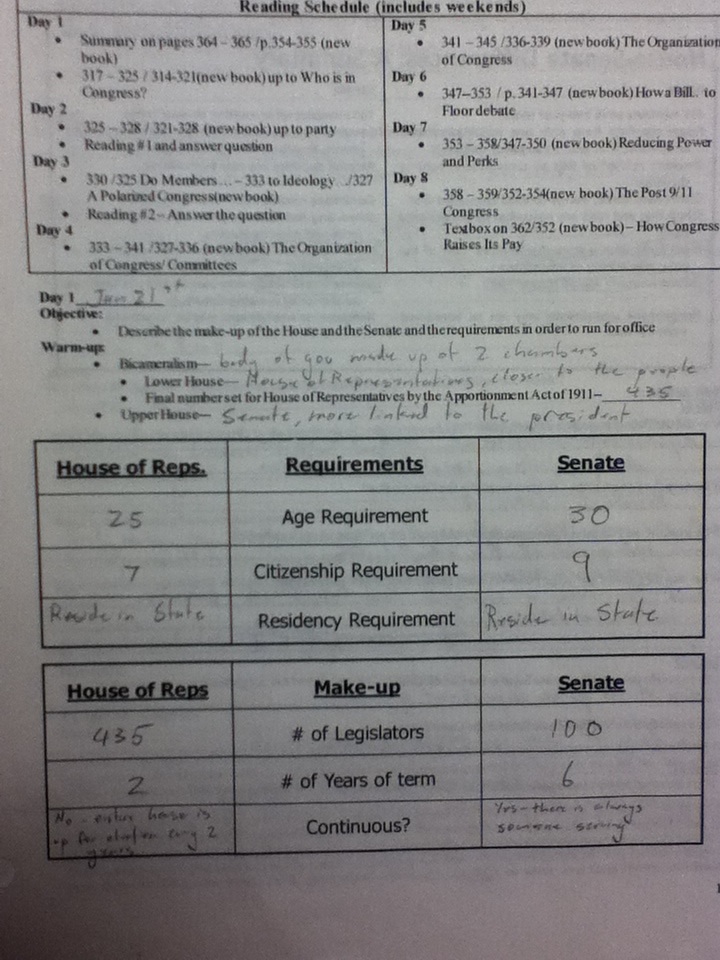 Reading Schedule (includes weekends)
Day 1
• Summary on pages 364 – 365 /p.354-355 (new
book)
• 317 – 325 / 314-321(new book) up to Who is in
Congress?
Day 2
• 325 – 328 / 321-328 (new book) up to party
• Reading # 1 and answer question
Day 3
• 330 /325 Do Members… – 333 to Ideology ../327
A Polarized Congress(new book)
• Reading #2 – Answer the question
Day 4
• 333 – 341 /327-336 (new book) The Organization
of Congress/ Committees
Day 5
• 341 – 345 /336-339 (new book) The Organization
of Congress
Day 6
• 347–353 / p. 341-347 (new book) How a Bill.. to
Floor debate
Day 7
• 353 – 358/347-350 (new book) Reducing Power
and Perks
Day 8
• 358 – 359/352-354(new book) The Post 9/11
Congress
• Textbox on 362/352 (new book) – How Congress
Raises Its Pay
Day 1 21st
Objective:
• Describe the make-up of the House and the Senate and the requirements in order to run for office
Warm-up:
• Bicameralism— body of gov made up of 2 chambers
• Lower House— House of Representatives, closer to the people
• Final number set for House of Representatives by the Apportionment Act of 1911– 435
• Upper House— Senate, more linked to the president
House of Reps. Requirements Senate
25 Age Requirement 30
7 Citizenship Requirement 9
Reside in State Residency Requirement Reside in State
House of Reps Make-up Senate
435 # of Legislators 100
2 # of Years of term 6
No - entire house is
up for election every 2
years
Continuous?
Yes - there is always
someone serving